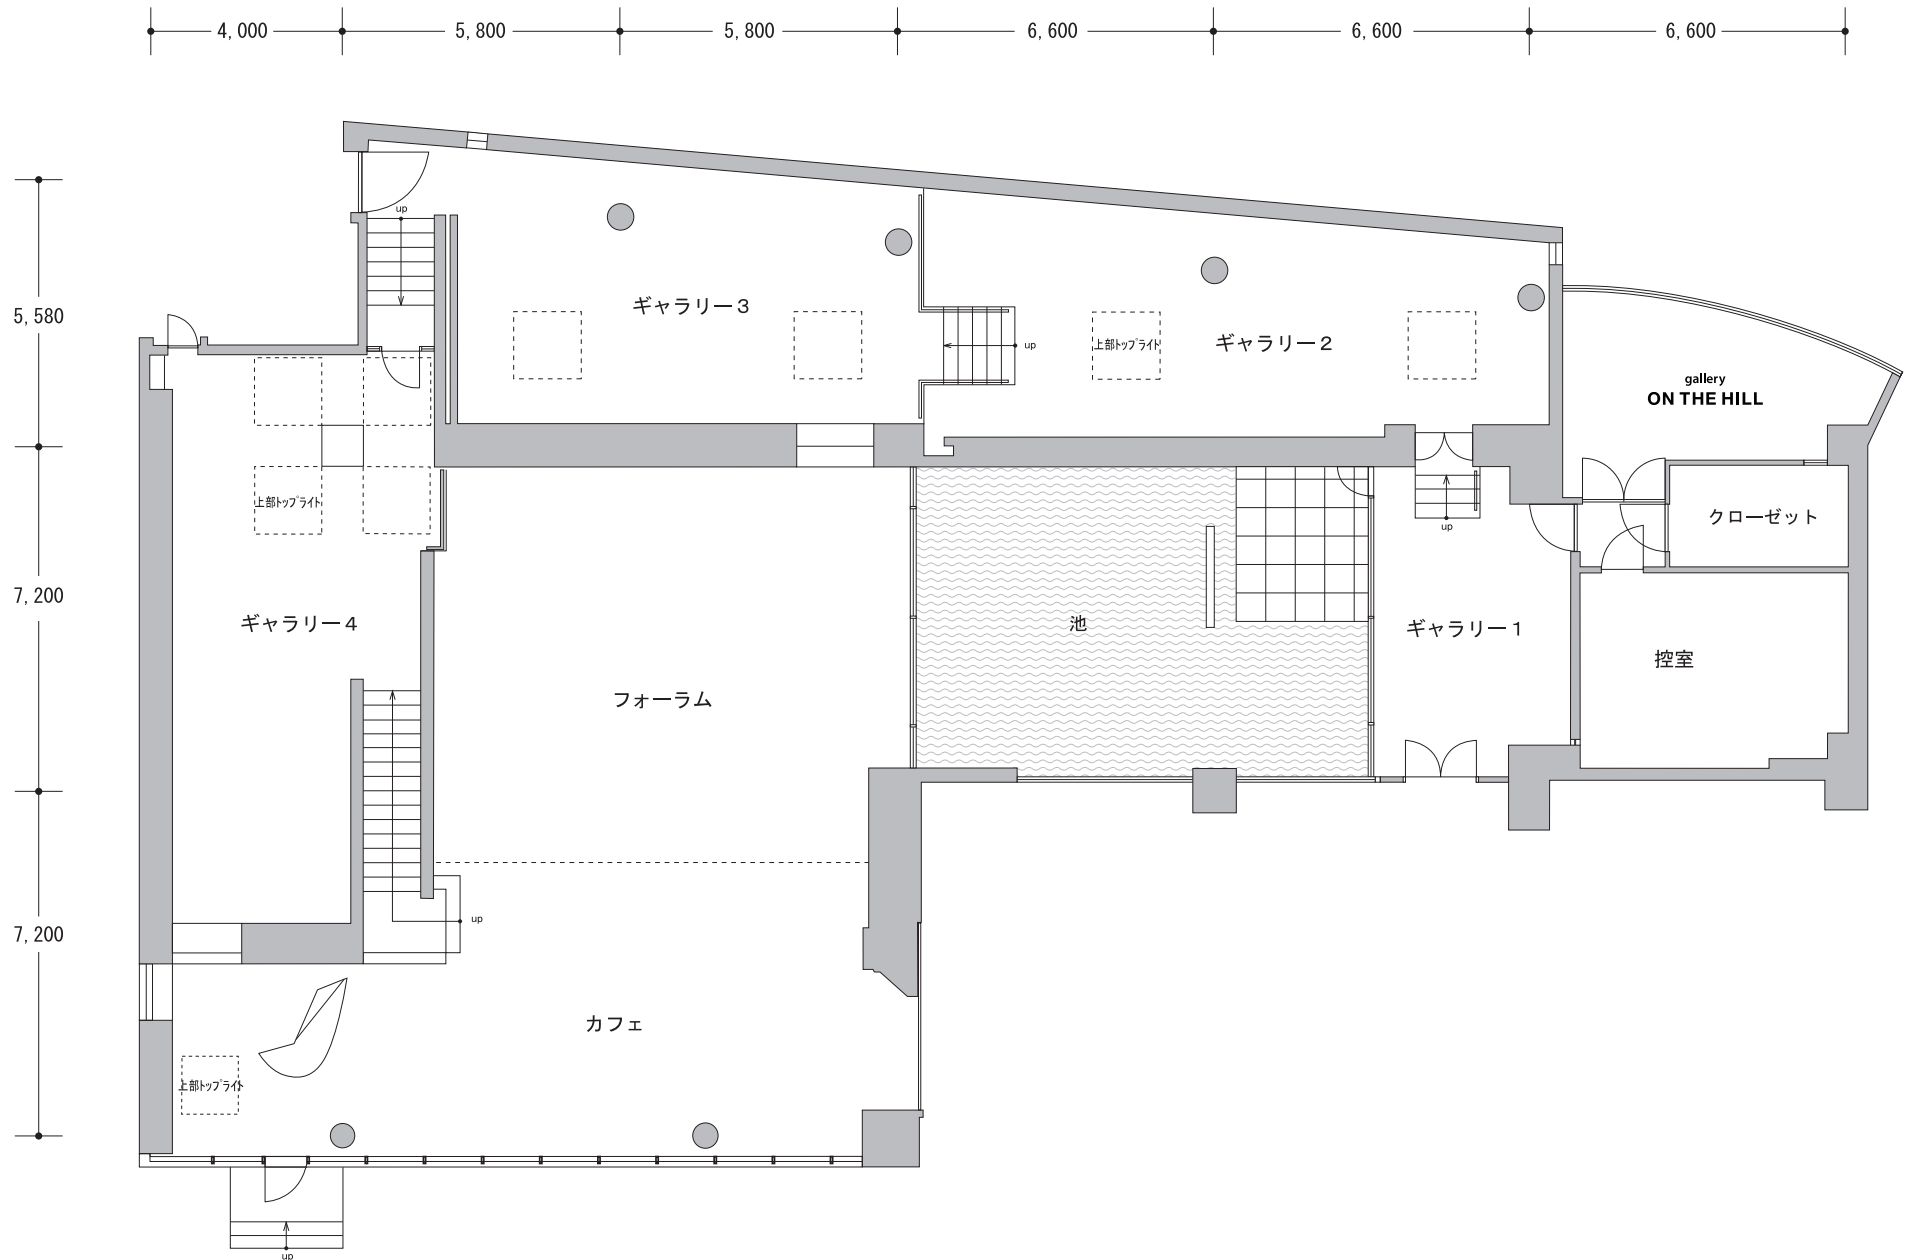 4,000
5,800
5,800
6,600
6,600
6,600
5,580
7,200
7,200
up
ギャラリー3
ギャラリー2
上部トップライト
up
gallery
ON THE HILL
上部トップライト
クローゼット
up
ギャラリー4
池
ギャラリー1
控室
フォーラム
up
カフェ
上部トップライト
up